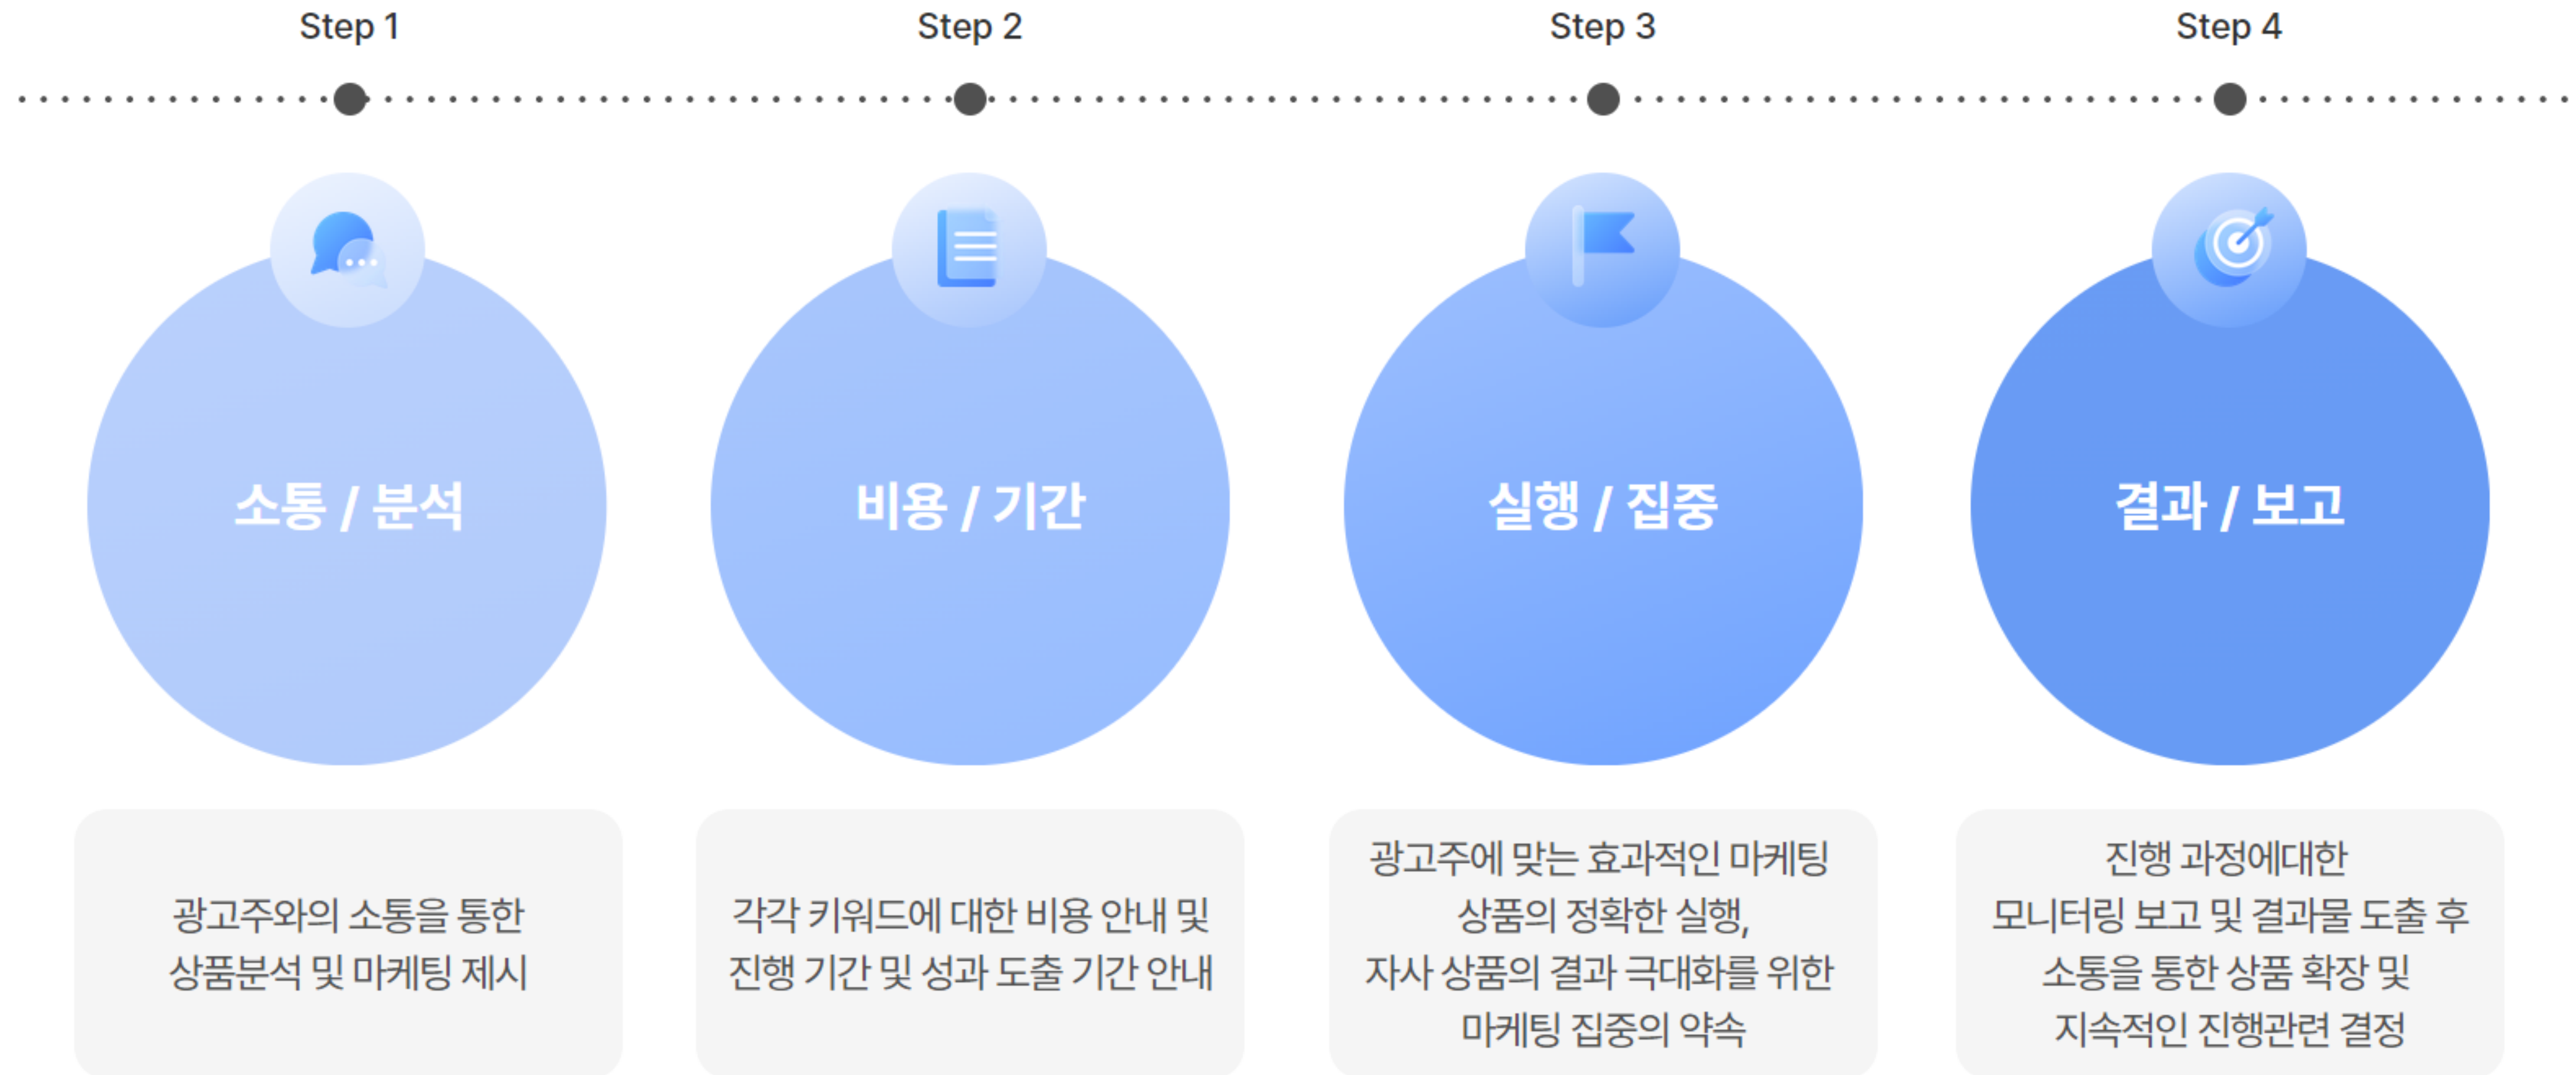 Step 1
Step 2
Step 3
Step 4
소통 / 분석
비용 / 기간
실행 / 집중
결과 / 보고
광고주와의 소통을 통한
상품분석 및 마케팅 제시
각각 키워드에 대한 비용 안내 및
진행 기간 및 성과 도출 기간 안내
광고주에 맞는 효과적인 마케팅
상품의 정확한 실행,
자사 상품의 결과 극대화를 위한
마케팅 집중의 약속
진행 과정에대한
모니터링 보고 및 결과물 도출 후
소통을 통한 상품 확장 및
지속적인 진행관련 결정